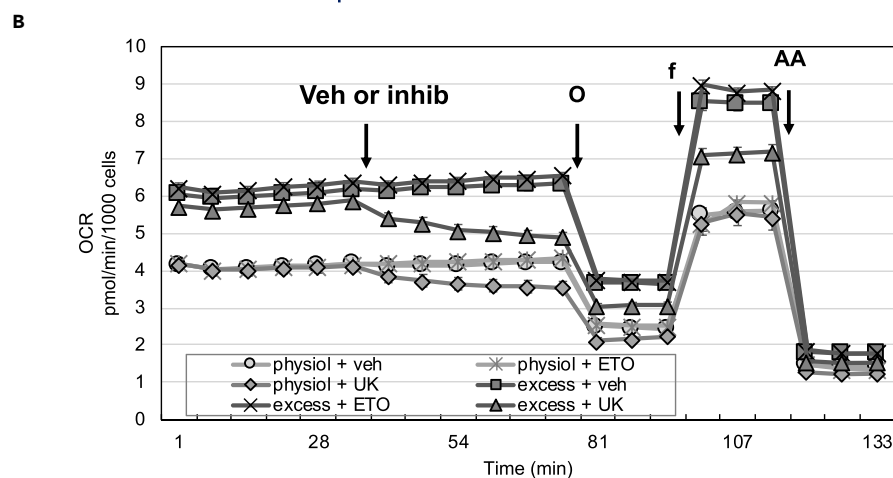 B
10
9
8
7
6
5
4
3
2
1
0
OCR
pmol/min/1000 cells
Veh or inhib
O
f
AA
physiol + veh
physiol + ETO
physiol + UK
excess + veh
excess + ETO
excess + UK
1 28 54 81 107 133
Time (min)